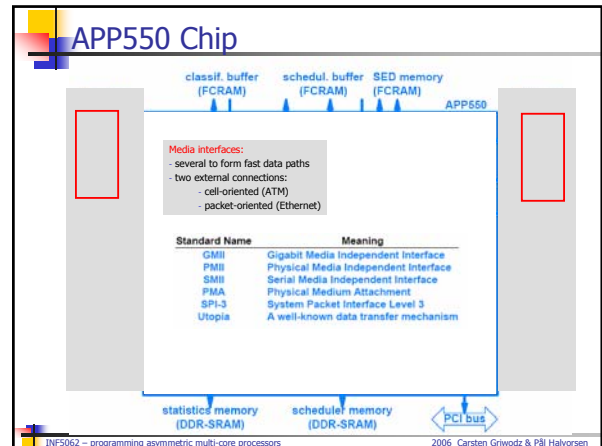 APP550 Chip
classif. buffer schedul. buffer SED memory
(FCRAM) (FCRAM) (FCRAM)
APP550
Media interfaces:
- several to form fast data paths
- two external connections:
- cell-oriented (ATM)
- packet-oriented (Ethernet)
Standard Name Meaning
GMII Gigabit Media Independent Interface
PMII Physical Media Independent Interface
SMII Serial Media Independent Interface
PMA Physical Medium Attachment
SPI-3 System Packet Interface Level 3
Utopia A well-known data transfer mechanism
statistics memory scheduler memory
(DDR-SRAM) (DDR-SRAM)
PCI bus
INF5062 – programming asymmetric multi-core processors 2006 Carsten Griwodz & Pål Halvorsen